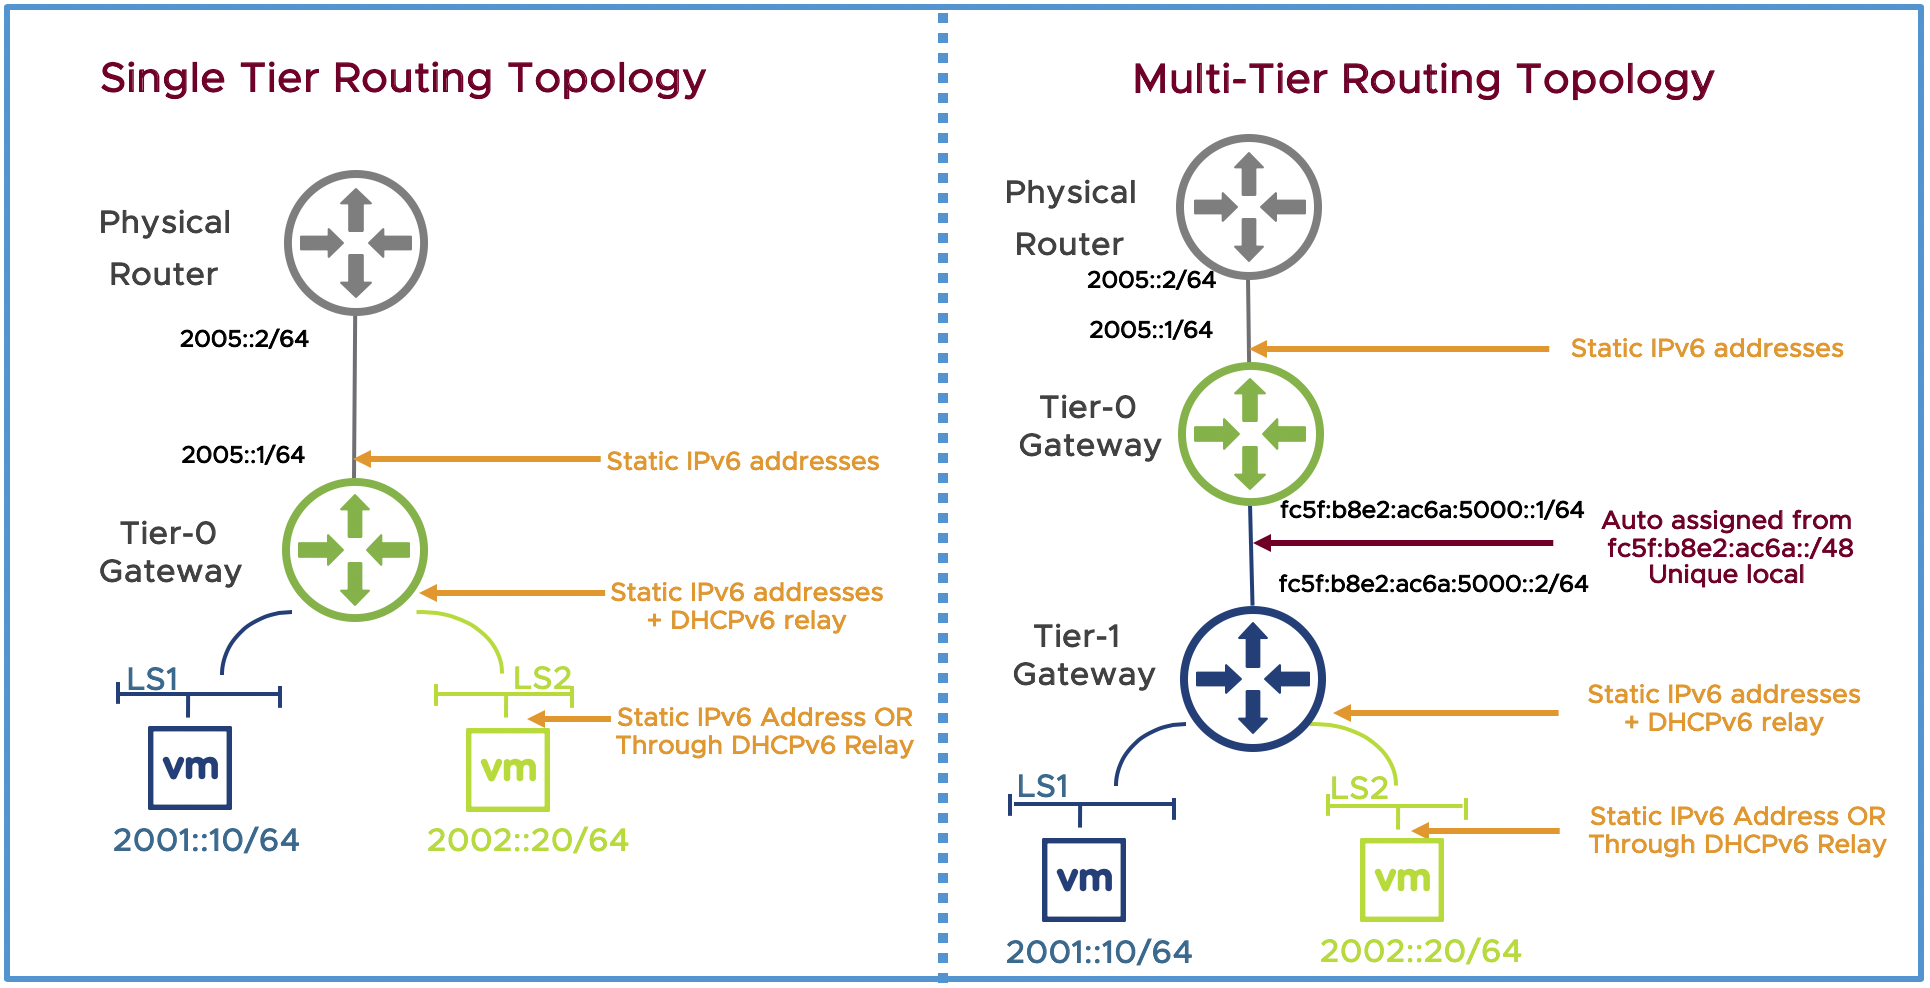 Single Tier Routing Topology
Physical
Router
2005::2/64
2005::1/64
Static IPv6 addresses
Tier-0
Gateway
Static IPv6 addresses
+ DHCPv6 relay
LS1
LS2
Static IPv6 Address OR
Through DHCPv6 Relay
vm
vm
2001::10/64
2002::20/64
Multi-Tier Routing Topology
Physical
Router
2005::2/64
2005::1/64
Static IPv6 addresses
Tier-0
Gateway
fc5f:b8e2:ac6a:5000::1/64
Auto assigned from
fc5f:b8e2:ac6a::/48
Unique local
fc5f:b8e2:ac6a:5000::2/64
Tier-1
Gateway
Static IPv6 addresses
+ DHCPv6 relay
LS1
LS2
Static IPv6 Address OR
Through DHCPv6 Relay
vm
vm
2001::10/64
2002::20/64